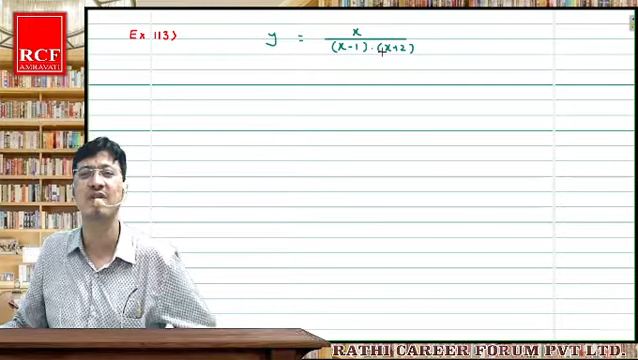 RCF
AMRAVATI
Ex 113)
y = x
(x-1)·(x+2)
RATHI CAREER FORUM PVT LTD.